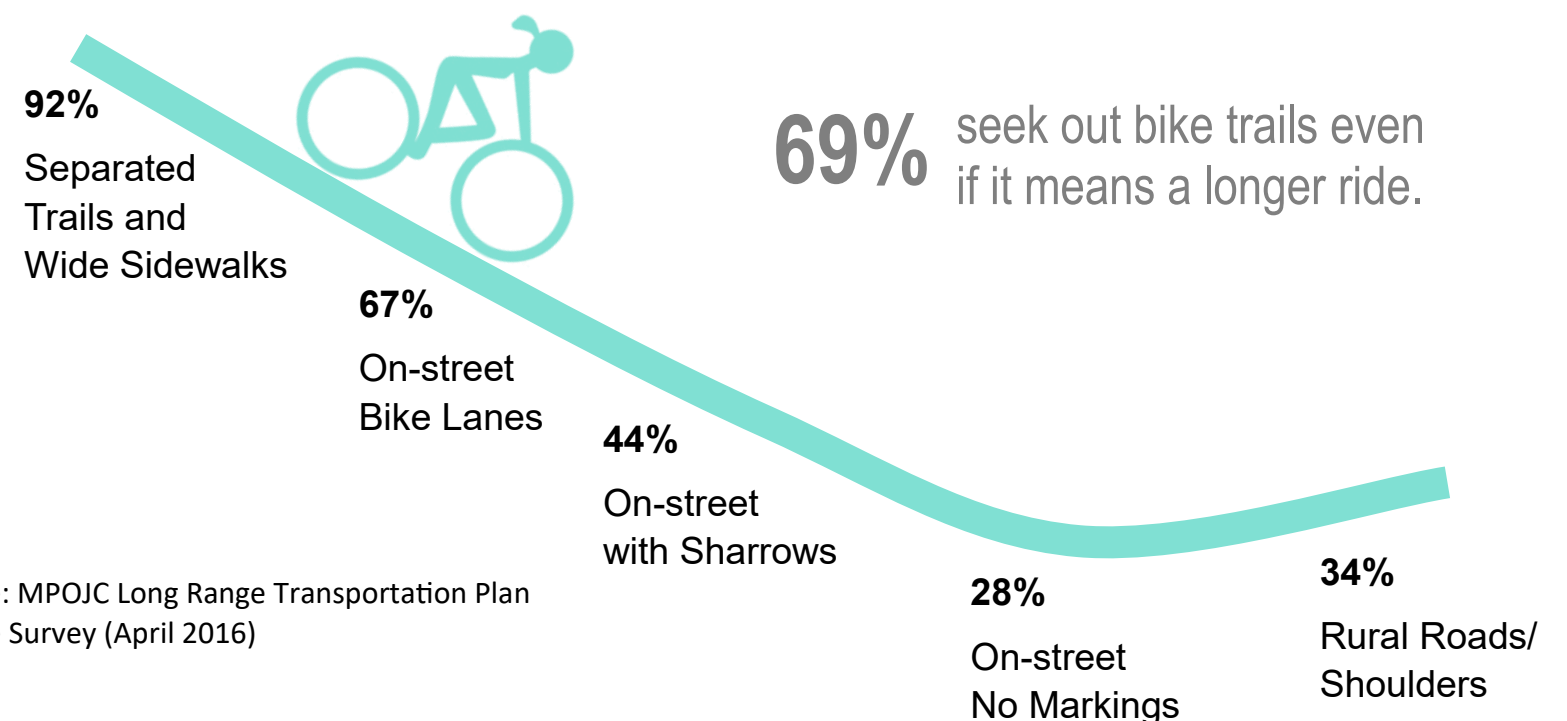 92%
Separated
Trails and
Wide Sidewalks
69%
seek out bike trails even
if it means a longer ride.
67%
On-street
Bike Lanes
44%
On-street
with Sharrows
28%
On-street
No Markings
34%
Rural Roads/
Shoulders
: MPOJC Long Range Transportation Plan
Survey (April 2016)